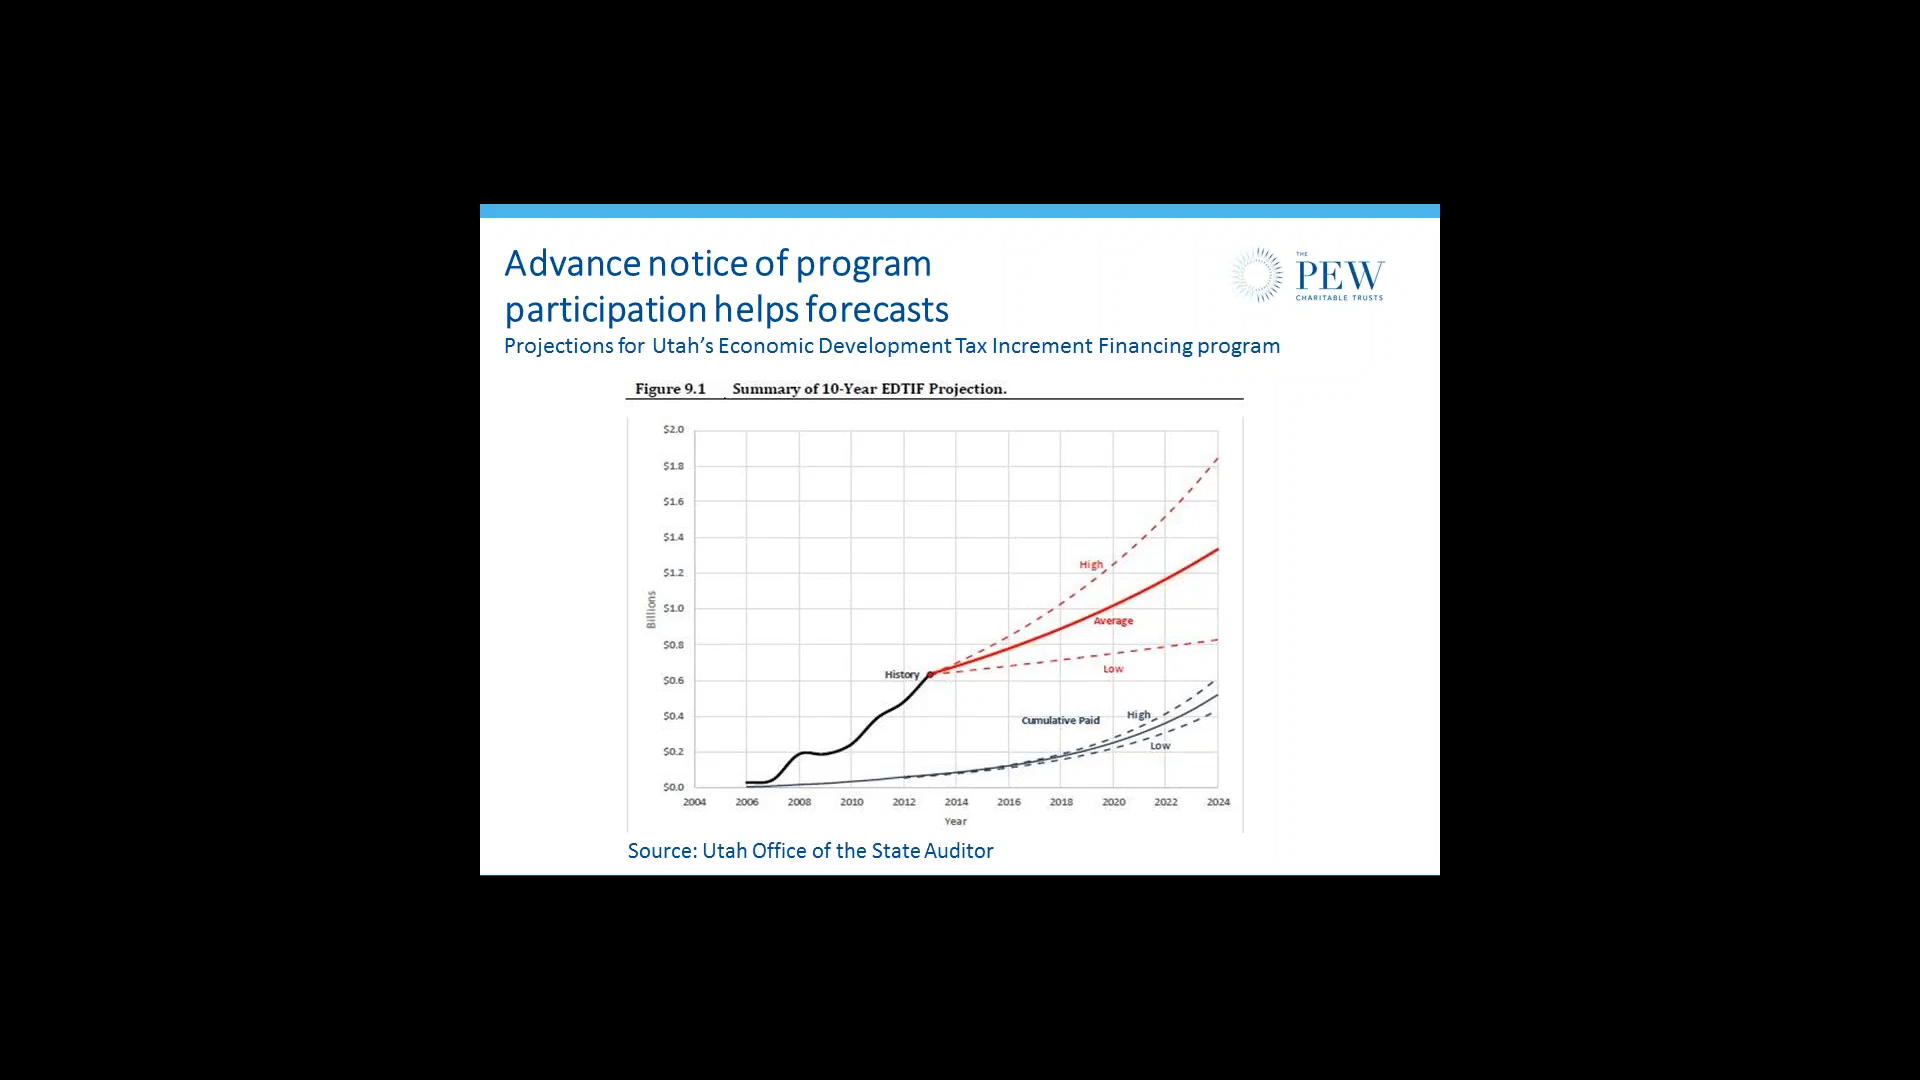 Advance notice of program
participation helps forecasts
THE
PEW
CHARITABLE TRUSTS
Projections for Utah's Economic Development Tax Increment Financing program
Figure 9.1 Summary of 10-Year EDTIF Projection.
$2.0
$1.8
$1.6
$1.4
$1.2
$1.0
$0.8
$0.6
$0.4
$0.2
$0.0
Billions
High
Average
Low
History
Cumulative Paid
High
Low
2004 2006 2008 2010 2012 2014 2016 2018 2020 2022 2024
Year
Source: Utah Office of the State Auditor